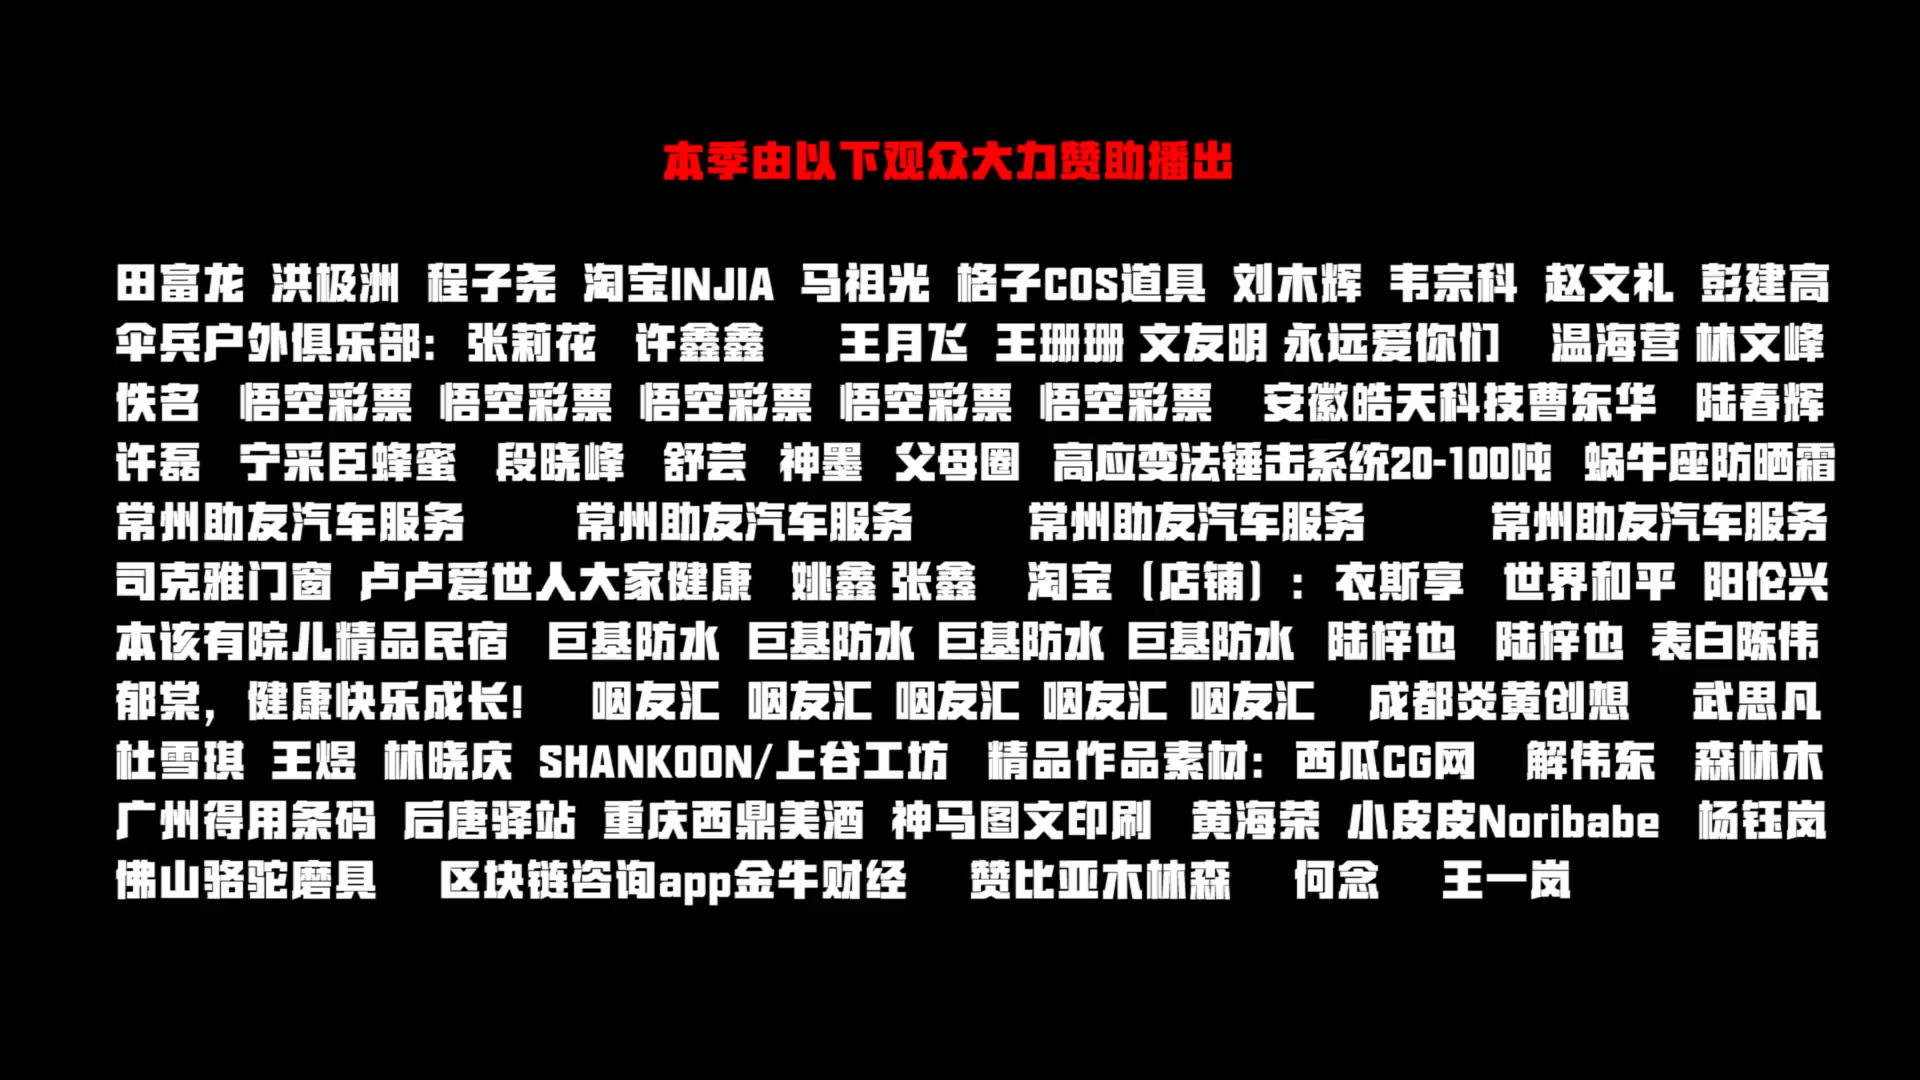 本季由以下观众大力赞助播出
田富龙 洪极洲 程子尧 淘宝INJIA 马祖光 格子COS道具 刘木辉 韦宗科 赵文礼 彭建高
伞兵户外俱乐部：张莉花 许鑫鑫 王月飞 王珊珊 文友明 永远爱你们 温海营 林文峰
佚名 悟空彩票 悟空彩票 悟空彩票 悟空彩票 悟空彩票 安徽皓天科技曹东华 陆春辉
许磊 宁采臣蜂蜜 段晓峰 舒芸 神墨 父母圈 高应变法锤击系统20-100吨 蜗牛座防晒霜
常州助友汽车服务 常州助友汽车服务 常州助友汽车服务 常州助友汽车服务
司克雅门窗 卢卢爱世人大家健康 姚鑫 张鑫 淘宝（店铺）：衣斯享 世界和平 阳伦兴
本该有院儿精品民宿 巨基防水 巨基防水 巨基防水 巨基防水 陆梓也 陆梓也 表白陈伟
郁棠，健康快乐成长！ 咽友汇 咽友汇 咽友汇 咽友汇 咽友汇 成都炎黄创想 武思凡
杜雪琪 王煜 林晓庆 SHANKOON/上谷工坊 精品作品素材：西瓜CG网 解伟东 森林木
广州得用条码 后唐驿站 重庆西鼎美酒 神马图文印刷 黄海荣 小皮皮Noribabe 杨钰岚
佛山骆驼磨具 区块链咨询app金牛财经 赞比亚木林森 何念 王一岚